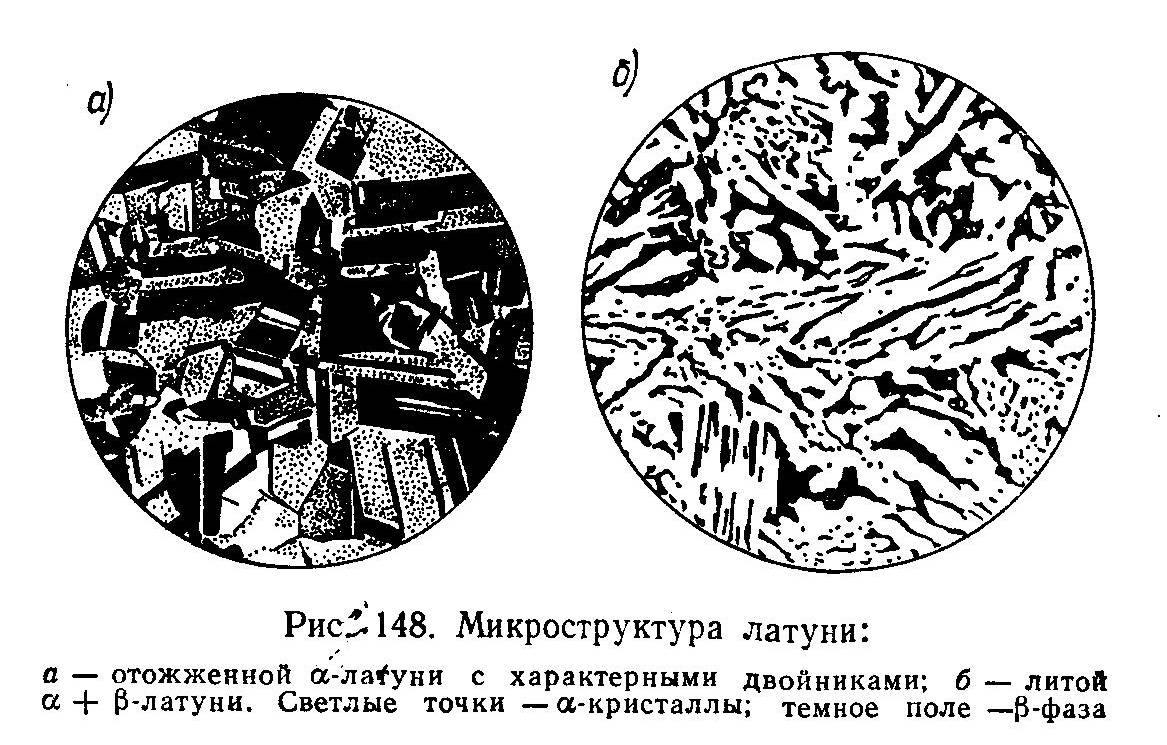 а)
б)
Рис. 148. Микроструктура латуни:
а — отожженной α-латуни с характерными двойниками; б — литой
α + β-латуни. Светлые точки — α-кристаллы; темное поле — β-фаза